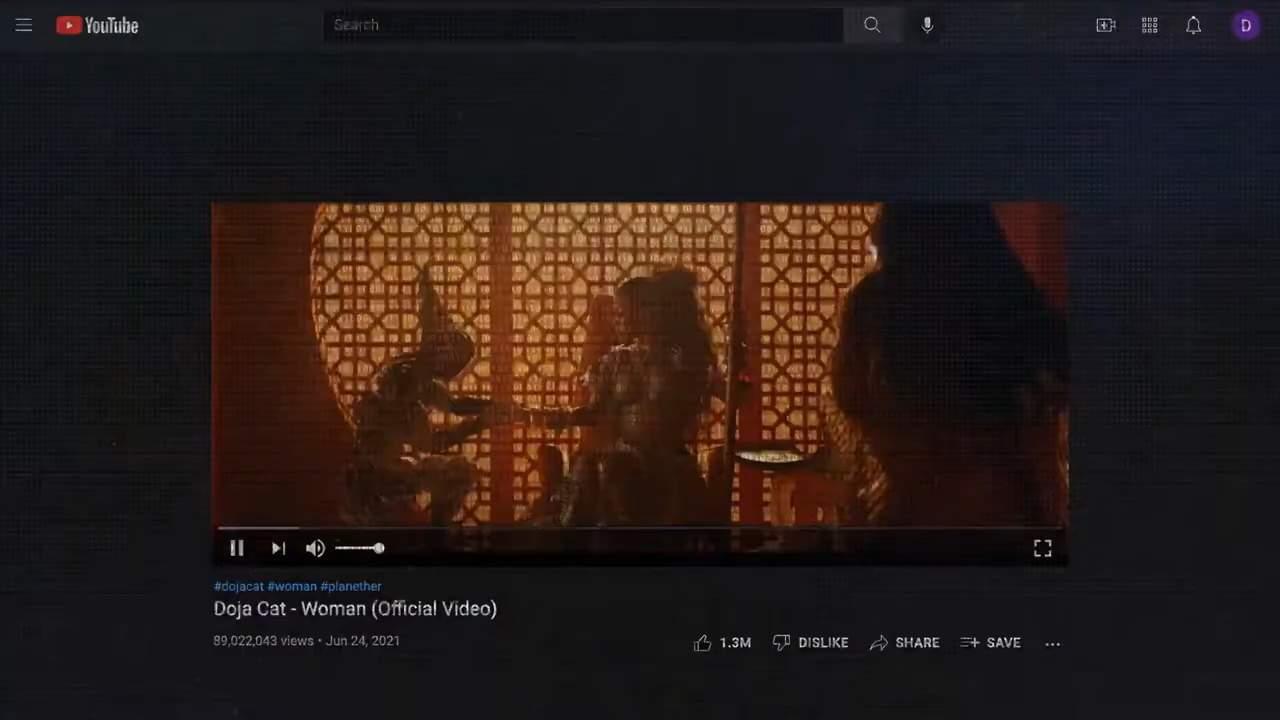 YouTube
Search
D
#dojacat #woman #planether
Doja Cat - Woman (Official Video)
89,022,043 views • Jun 24, 2021
1.3M DISLIKE SHARE SAVE